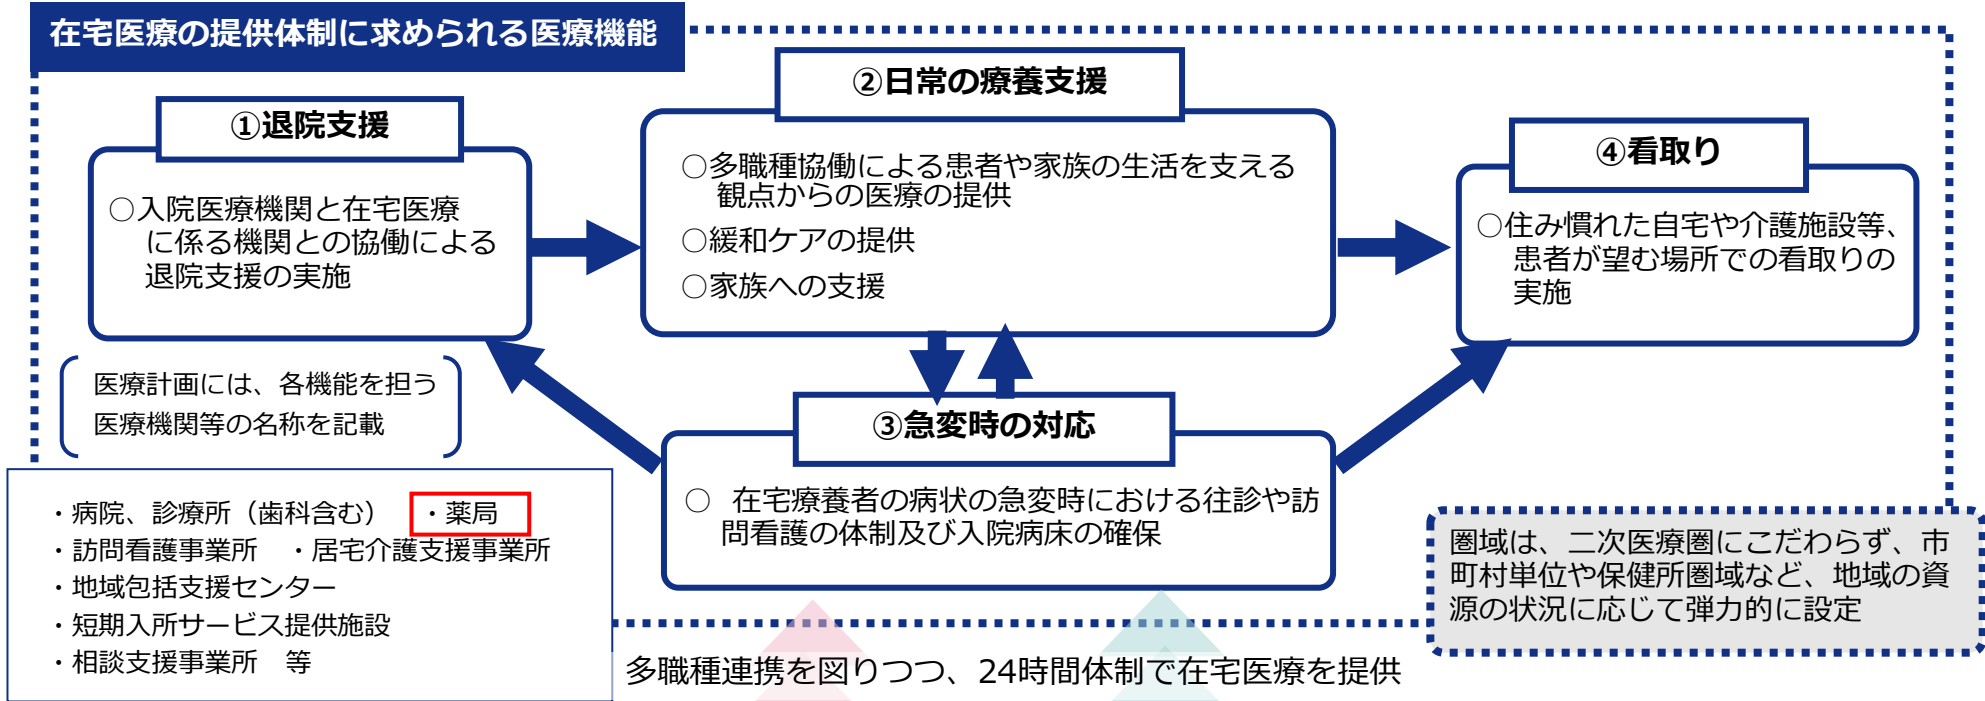 在宅医療の提供体制に求められる医療機能
①退院支援
○入院医療機関と在宅医療
に係る機関との協働による
退院支援の実施
②日常の療養支援
○多職種協働による患者や家族の生活を支える
観点からの医療の提供
○緩和ケアの提供
○家族への支援
④看取り
○住み慣れた自宅や介護施設等、
患者が望む場所での看取りの
実施
医療計画には、各機能を担う
医療機関等の名称を記載
③急変時の対応
○ 在宅療養者の病状の急変時における往診や訪
問看護の体制及び入院病床の確保
・病院、診療所（歯科含む） ・薬局
・訪問看護事業所 ・居宅介護支援事業所
・地域包括支援センター
・短期入所サービス提供施設
・相談支援事業所 等
圏域は、二次医療圏にこだわらず、市
町村単位や保健所圏域など、地域の資
源の状況に応じて弾力的に設定
多職種連携を図りつつ、24時間体制で在宅医療を提供